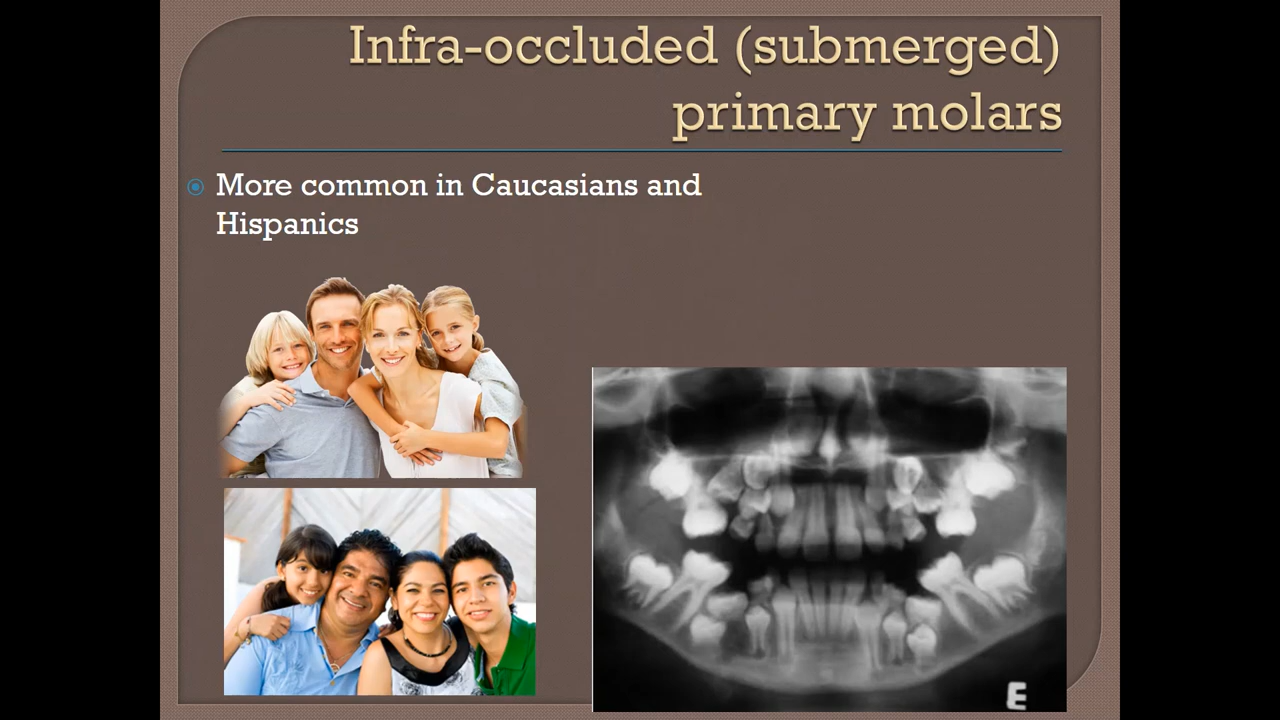 Infra-occluded (submerged)
primary molars
More common in Caucasians and
Hispanics
E